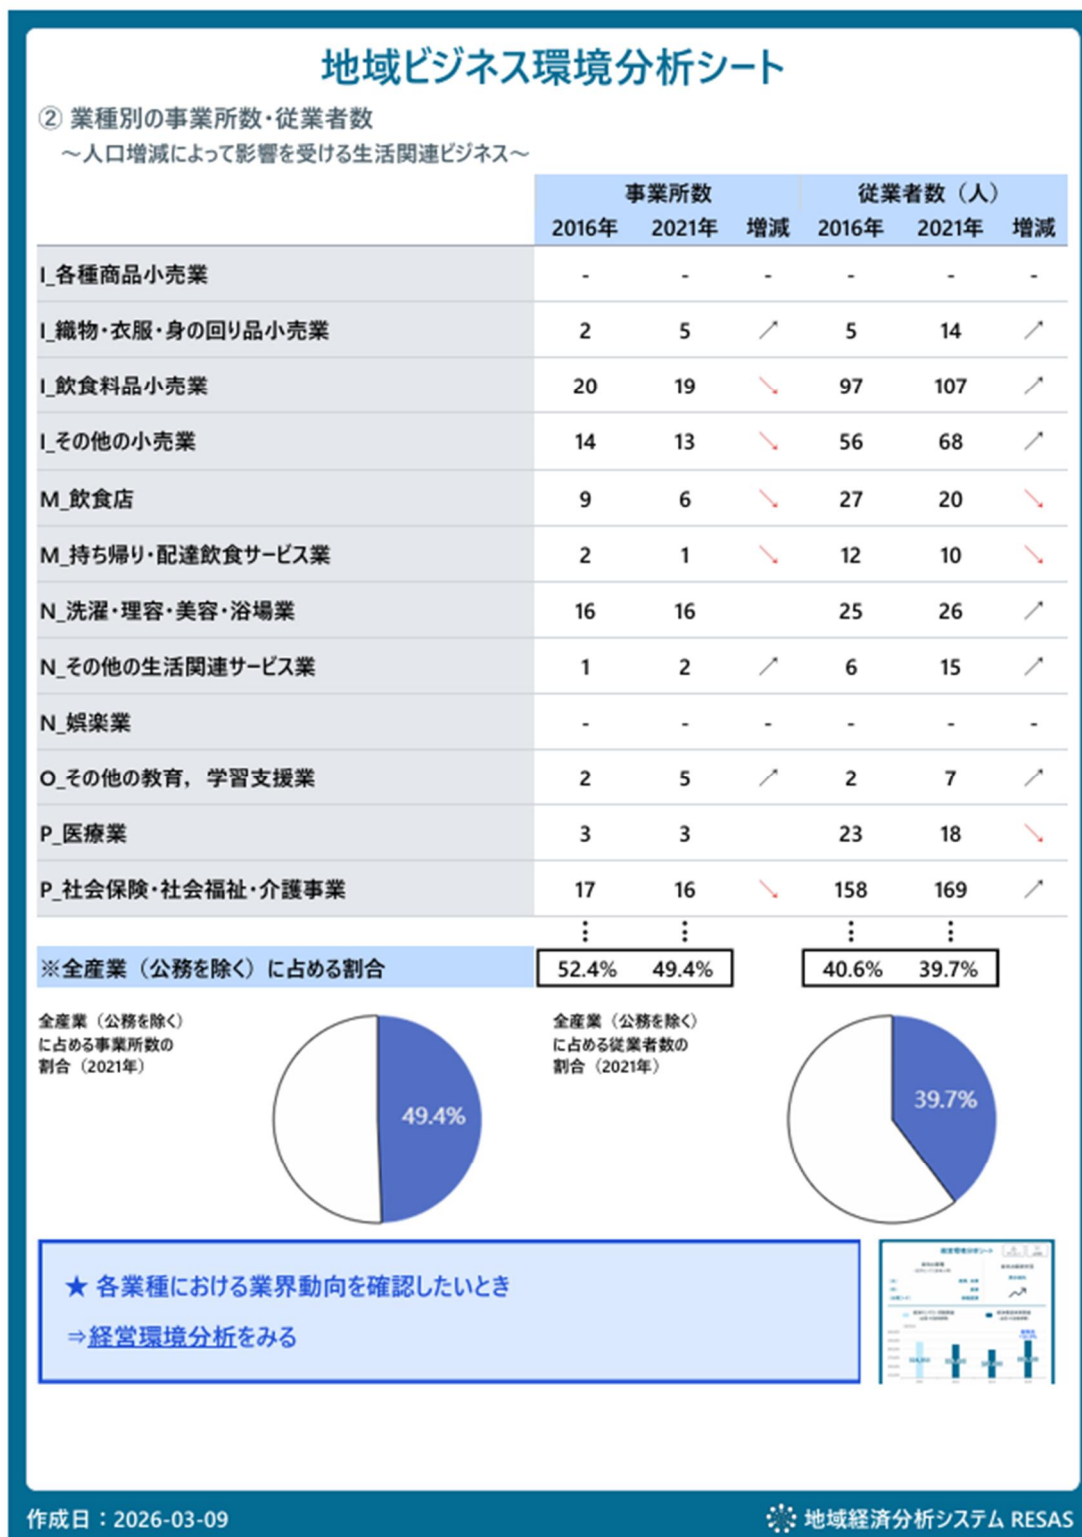 地域ビジネス環境分析シート
② 業種別の事業所数・従業者数
～人口増減によって影響を受ける生活関連ビジネス～
事業所数 従業者数（人）
2016年 2021年 増減 2016年 2021年 増減
I_各種商品小売業 - - - - - -
I_織物・衣服・身の回り品小売業 2 5 ↗ 5 14 ↗
I_飲食料品小売業 20 19 ↘ 97 107 ↗
I_その他の小売業 14 13 ↘ 56 68 ↗
M_飲食店 9 6 ↘ 27 20 ↘
M_持ち帰り・配達飲食サービス業 2 1 ↘ 12 10 ↘
N_洗濯・理容・美容・浴場業 16 16 25 26 ↗
N_その他の生活関連サービス業 1 2 ↗ 6 15 ↗
N_娯楽業 - - - - - -
O_その他の教育，学習支援業 2 5 ↗ 2 7 ↗
P_医療業 3 3 23 18 ↘
P_社会保険・社会福祉・介護事業 17 16 ↘ 158 169 ↗
⋮ ⋮ ⋮ ⋮
※全産業（公務を除く）に占める割合 52.4% 49.4% 40.6% 39.7%
全産業（公務を除く）
に占める事業所数の
割合（2021年）
49.4%
全産業（公務を除く）
に占める従業者数の
割合（2021年）
39.7%
★ 各業種における業界動向を確認したいとき
⇒経営環境分析をみる
経営環境分析シート
作成日：2026-03-09
地域経済分析システム RESAS